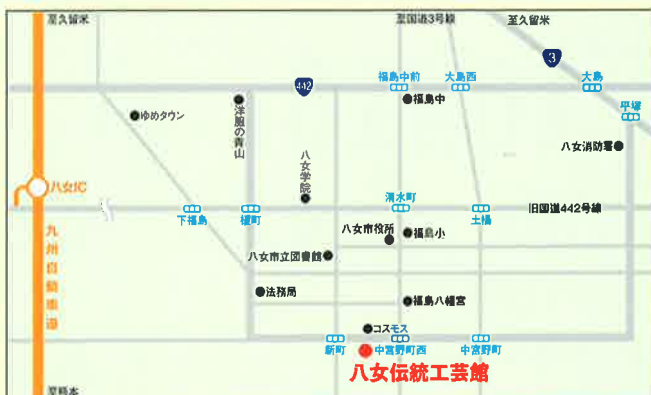 至久留米
至国道3号線
至久留米
3
442
福島中前
大島西
大島
平塚
洋服の青山
福島中
ゆめタウン
八女消防署
八女学院
八女IC
下福島
榎町
清水町
土橋
旧国道442号線
九州自動車道
八女市役所
福島小
八女市立図書館
法務局
福島八幡宮
コスモス
新町
中宮野町西
中宮野町
八女伝統工芸館
至熊本